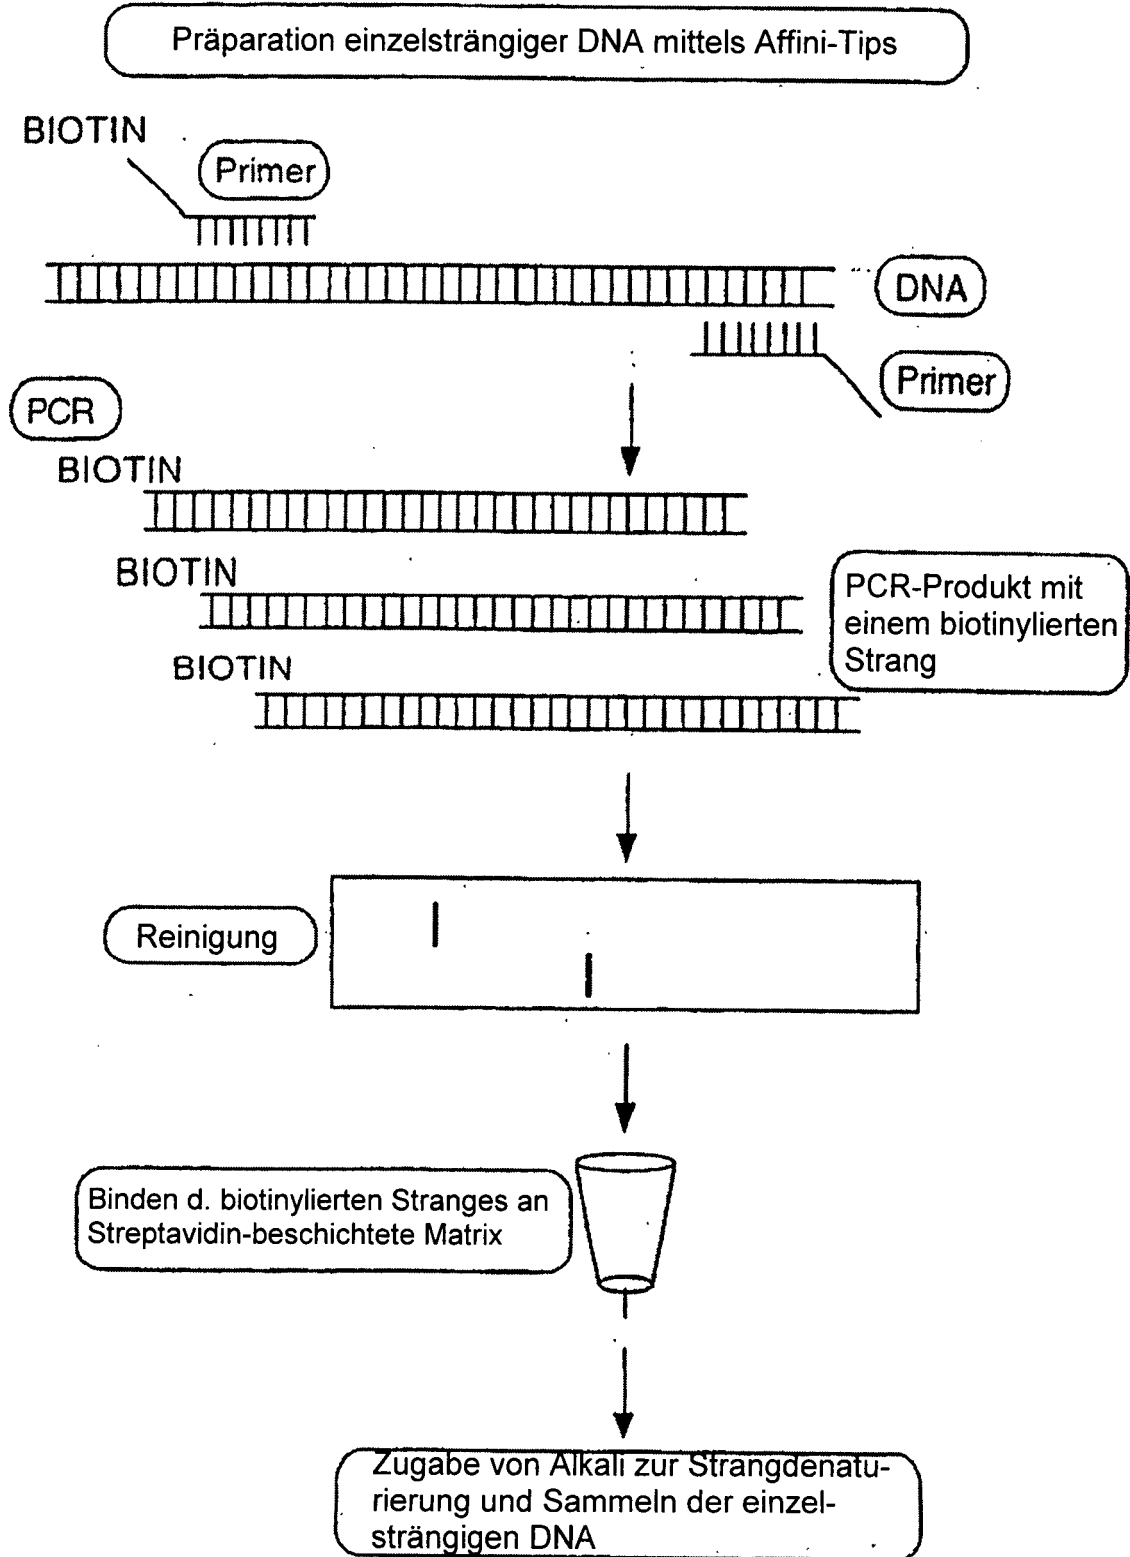 Präparation einzelsträngiger DNA mittels Affini-Tips
BIOTIN
Primer
DNA
Primer
PCR
BIOTIN
BIOTIN
PCR-Produkt mit
einem biotinylierten
Strang
BIOTIN
Reinigung
Binden d. biotinylierten Stranges an
Streptavidin-beschichtete Matrix
Zugabe von Alkali zur Strangdenatu-
rierung und Sammeln der einzel-
strängigen DNA